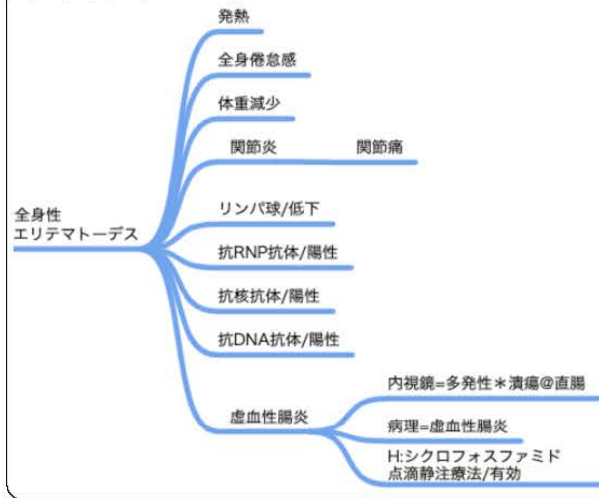 発熱
全身倦怠感
体重減少
関節炎
関節痛
リンパ球/低下
全身性
エリテマトーデス
抗RNP抗体/陽性
抗核抗体/陽性
抗DNA抗体/陽性
虚血性腸炎
内視鏡=多発性＊潰瘍@直腸
病理=虚血性腸炎
H:シクロフォスファミド
点滴静注療法/有効